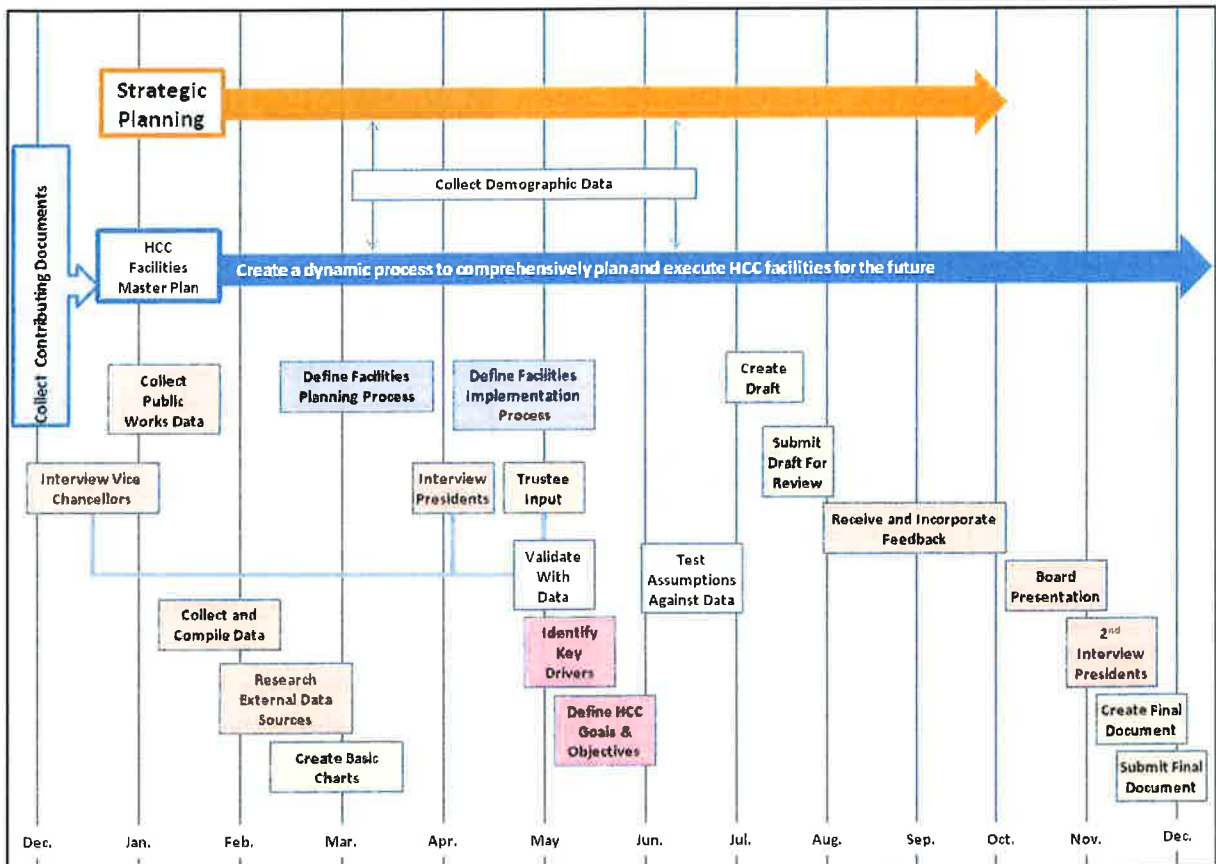 Strategic
Planning
Collect Demographic Data
Collect Contributing Documents
HCC
Facilities
Master Plan
Create a dynamic process to comprehensively plan and execute HCC facilities for the future
Collect
Public
Works Data
Define Facilities
Planning Process
Define Facilities
Implementation
Process
Create
Draft
Submit
Draft For
Review
Interview Vice
Chancellors
Interview
Presidents
Trustee
Input
Receive and Incorporate
Feedback
Validate
With
Data
Test
Assumptions
Against Data
Board
Presentation
Collect and
Compile Data
Identify
Key
Drivers
2nd
Interview
Presidents
Research
External Data
Sources
Define HCC
Goals &
Objectives
Create Final
Document
Create Basic
Charts
Submit Final
Document
Dec. Jan. Feb. Mar. Apr. May Jun. Jul. Aug. Sep. Oct. Nov. Dec.